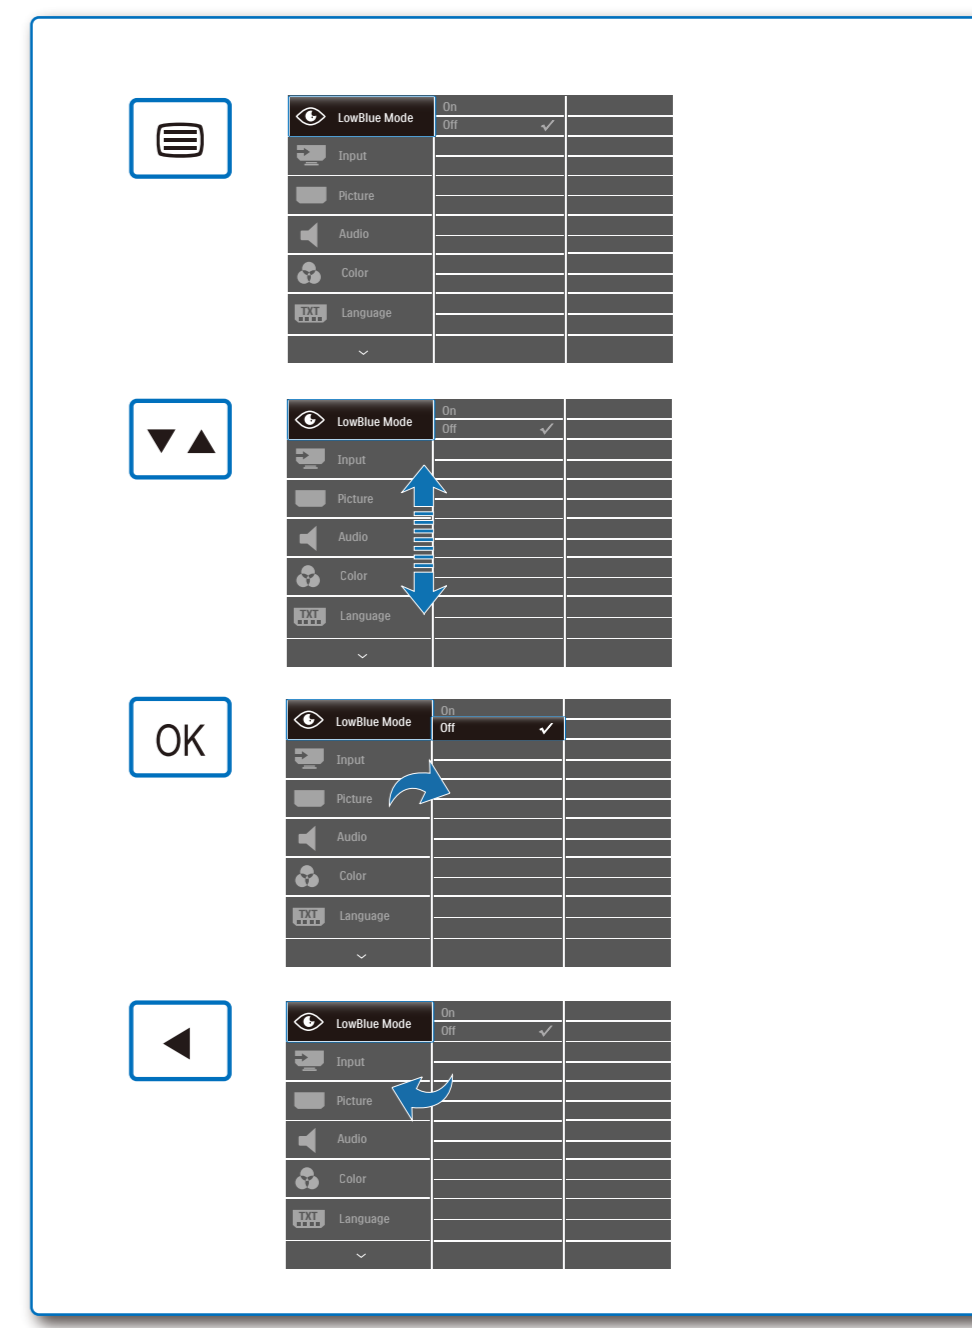 On
LowBlue Mode
Off
Input
Picture
Audio
Color
TXT
Language
On
LowBlue Mode
Off
Input
Picture
Audio
Color
TXT
Language
OK
On
LowBlue Mode
Off
Input
Picture
Audio
Color
TXT
Language
On
LowBlue Mode
Off
Input
Picture
Audio
Color
TXT
Language